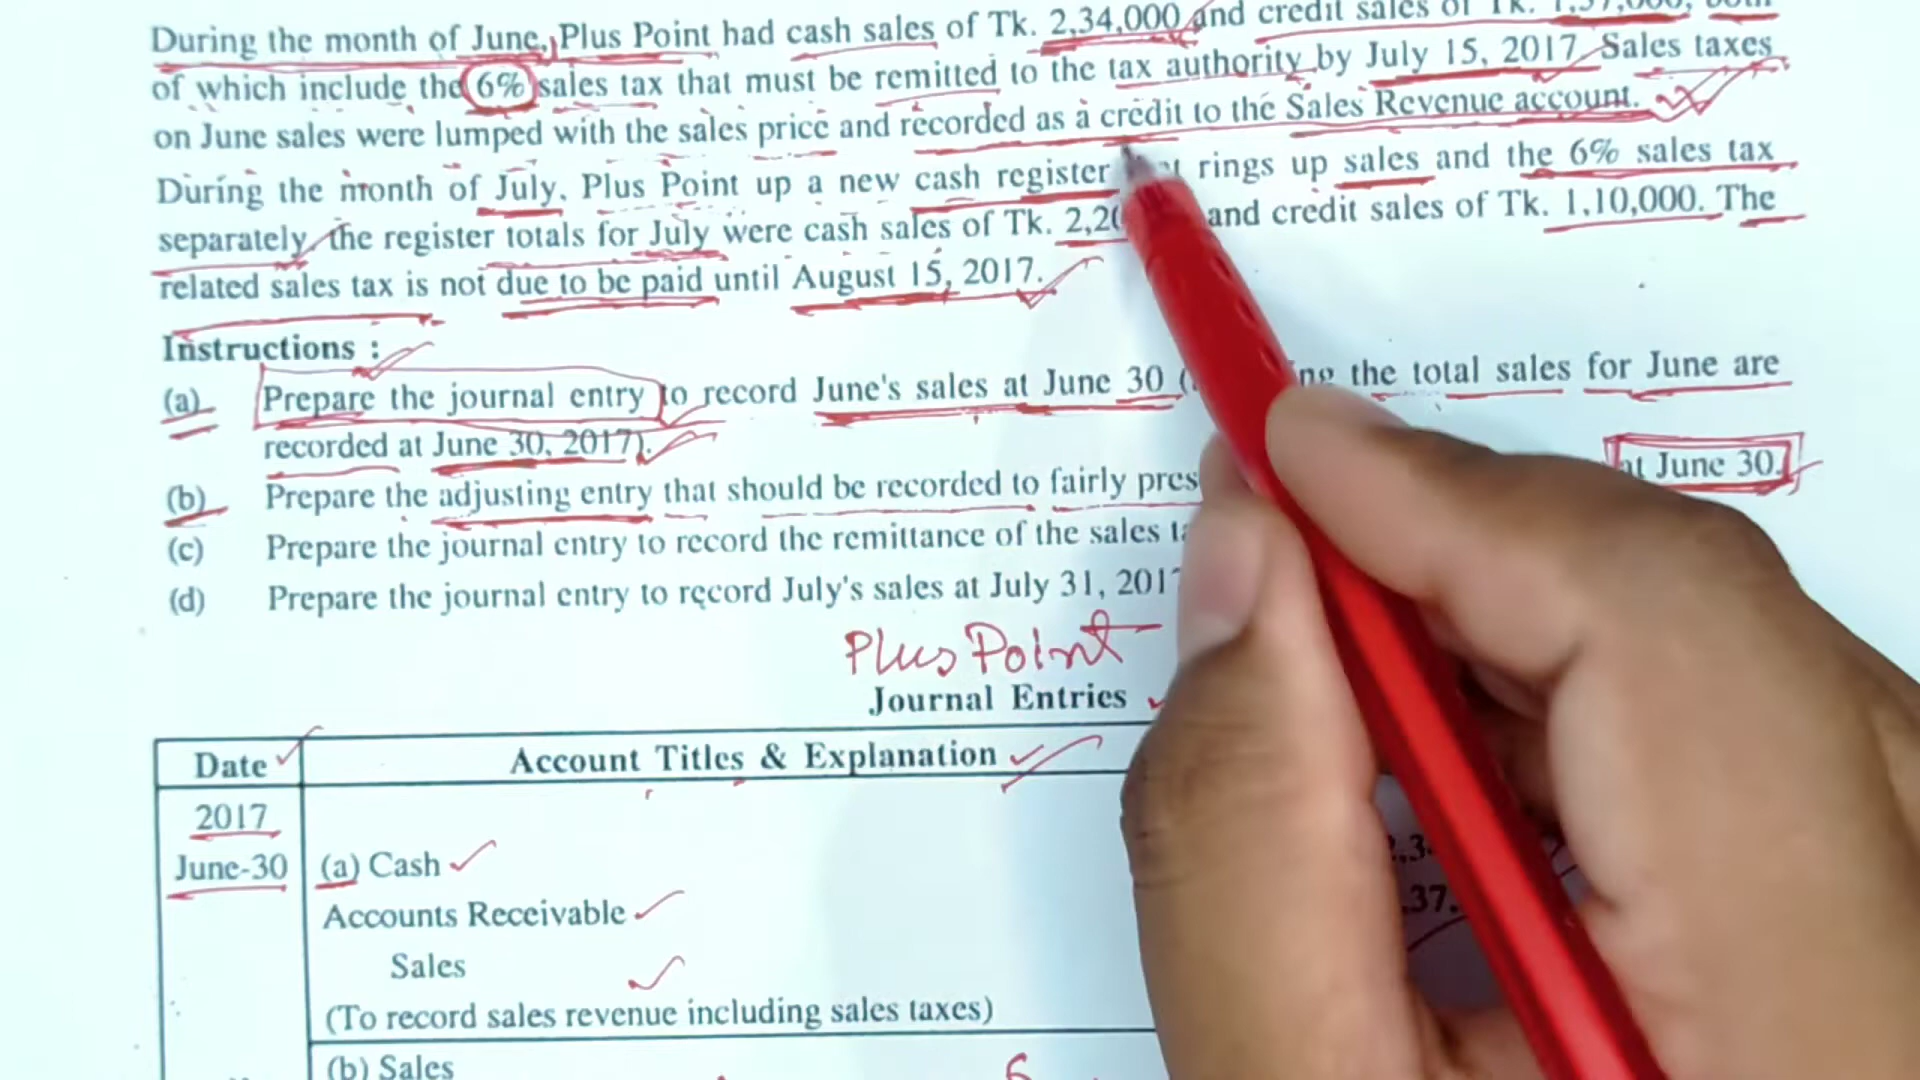 During the month of June, Plus Point had cash sales of Tk. 2,34,000 and credit sales of Tk. 1,37,000, both
of which include the 6% sales tax that must be remitted to the tax authority by July 15, 2017. Sales taxes
on June sales were lumped with the sales price and recorded as a credit to the Sales Revenue account.
During the month of July, Plus Point up a new cash register rings up sales and the 6% sales tax
separately, the register totals for July were cash sales of Tk. and credit sales of Tk. 1,10,000. The
related sales tax is not due to be paid until August 15, 2017.
Instructions :
(a) Prepare the journal entry to record June's sales at June 30 the total sales for June are
recorded at June 30, 2017).
(b) Prepare the adjusting entry that should be recorded to fairly at June 30.
(c) Prepare the journal entry to record the remittance of the sales
(d) Prepare the journal entry to record July's sales at July 31,
Plus Point
Journal Entries
Date Account Titles & Explanation
2017
June-30 (a) Cash
Accounts Receivable
Sales
(To record sales revenue including sales taxes)
(b) Sales
6